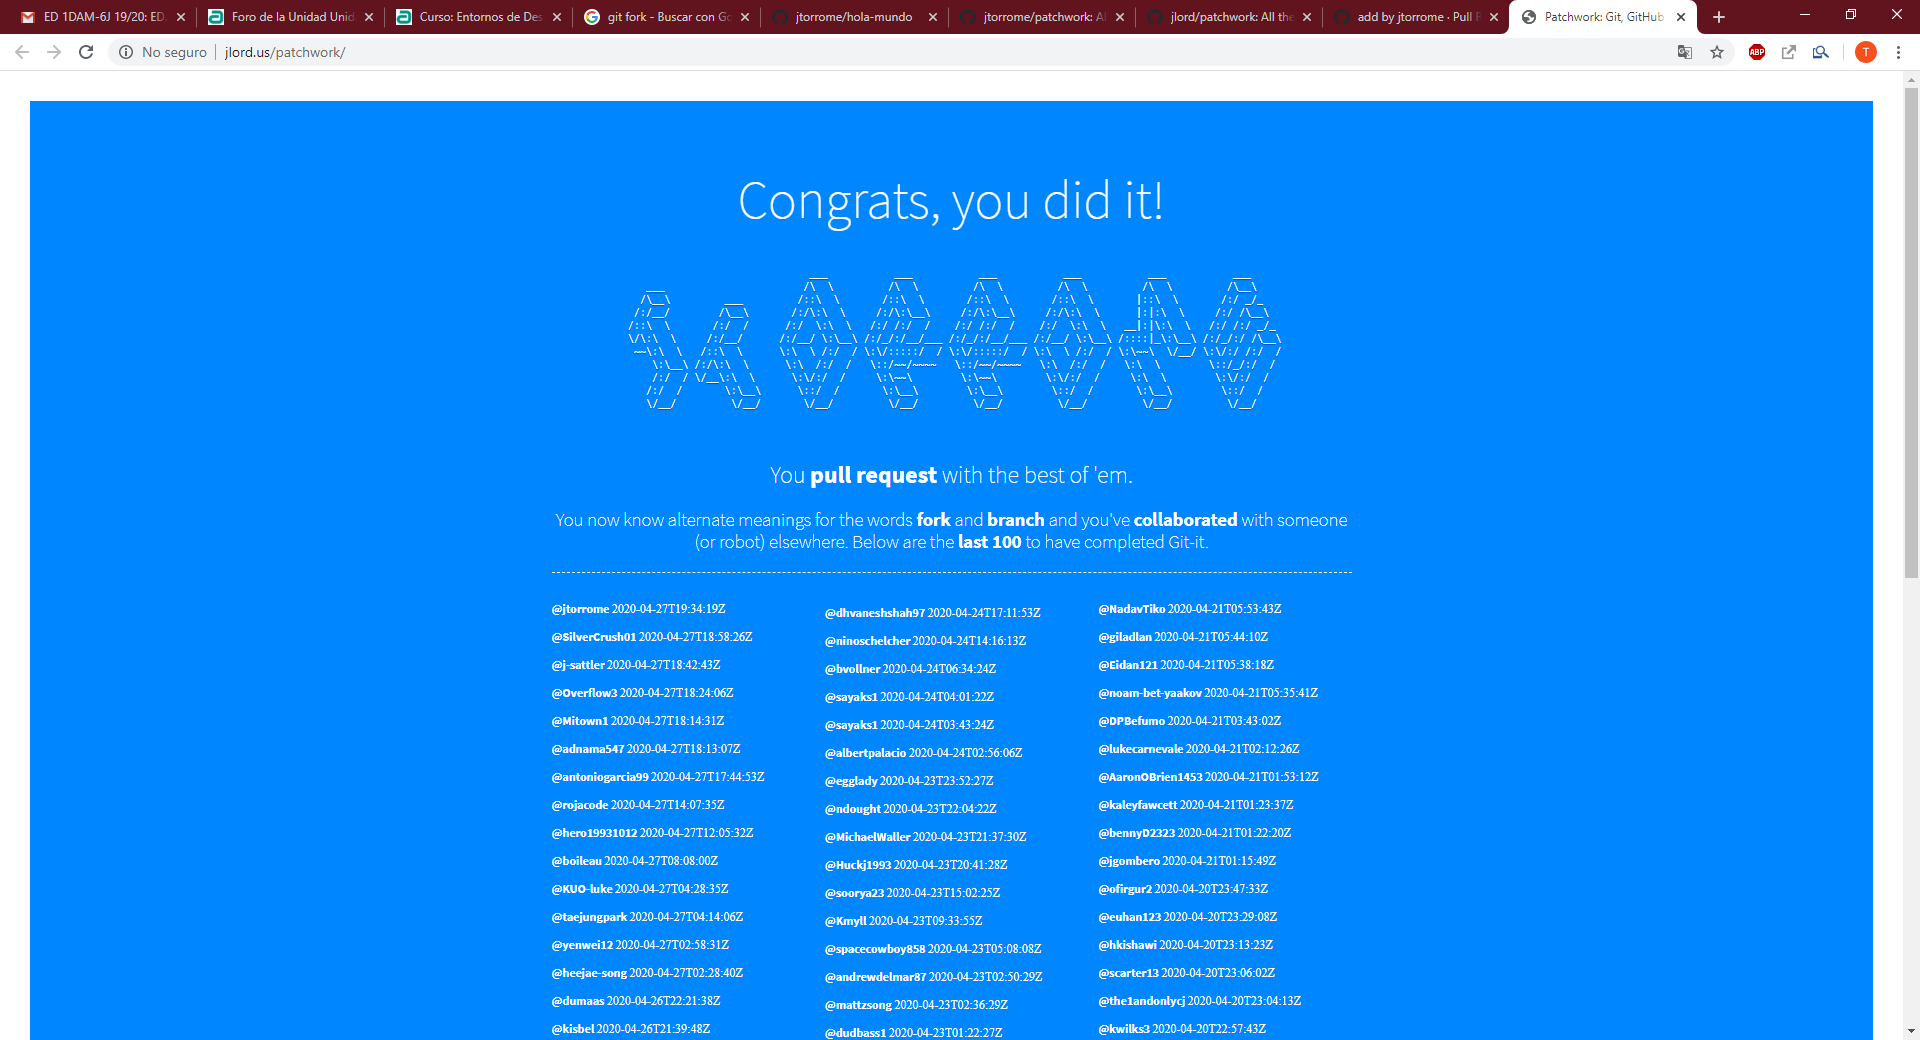 ED 1DAM-6J 19/20: ED
Foro de la Unidad Unid
Curso: Entornos de Des
git fork - Buscar con Go
jtorrome/hola-mundo
jtorrome/patchwork: Al
jlord/patchwork: All the
add by jtorrome · Pull R
Patchwork: Git, GitHub
No seguro
jlord.us/patchwork/
ABP
T
Congrats, you did it!
You pull request with the best of 'em.
You now know alternate meanings for the words fork and branch and you've collaborated with someone
(or robot) elsewhere. Below are the last 100 to have completed Git-it.
@jtorrome 2020-04-27T19:34:19Z
@SilverCrush01 2020-04-27T18:58:26Z
@j-sattler 2020-04-27T18:42:43Z
@Overflow3 2020-04-27T18:24:06Z
@Mitown1 2020-04-27T18:14:31Z
@adnama547 2020-04-27T18:13:07Z
@antoniogarcia99 2020-04-27T17:44:53Z
@rojacode 2020-04-27T14:07:35Z
@hero19931012 2020-04-27T12:05:32Z
@boileau 2020-04-27T08:08:00Z
@KUO-luke 2020-04-27T04:28:35Z
@taejungpark 2020-04-27T04:14:06Z
@yenwei12 2020-04-27T02:58:31Z
@heejae-song 2020-04-27T02:28:40Z
@dumaas 2020-04-26T22:21:38Z
@kisbel 2020-04-26T21:39:48Z
@dhvaneshshah97 2020-04-24T17:11:53Z
@ninoschelcher 2020-04-24T14:16:13Z
@bvollner 2020-04-24T06:34:24Z
@sayaks1 2020-04-24T04:01:22Z
@sayaks1 2020-04-24T03:43:24Z
@albertpalacio 2020-04-24T02:56:06Z
@egglady 2020-04-23T23:52:27Z
@ndought 2020-04-23T22:04:22Z
@MichaelWaller 2020-04-23T21:37:30Z
@Huckj1993 2020-04-23T20:41:28Z
@soorya23 2020-04-23T15:02:25Z
@Kmyll 2020-04-23T09:33:55Z
@spacecowboy858 2020-04-23T05:08:08Z
@andrewdelmar87 2020-04-23T02:50:29Z
@mattzsong 2020-04-23T02:36:29Z
@dudbass1 2020-04-23T01:22:27Z
@NadavTiko 2020-04-21T05:53:43Z
@giladlan 2020-04-21T05:44:10Z
@Eidan121 2020-04-21T05:38:18Z
@noam-bet-yaakov 2020-04-21T05:35:41Z
@DPBefumo 2020-04-21T03:43:02Z
@lukecarnevale 2020-04-21T02:12:26Z
@AaronOBrien1453 2020-04-21T01:53:12Z
@kaleyfawcett 2020-04-21T01:23:37Z
@bennyD2323 2020-04-21T01:22:20Z
@jgombero 2020-04-21T01:15:49Z
@ofirgur2 2020-04-20T23:47:33Z
@euhan123 2020-04-20T23:29:08Z
@hkishawi 2020-04-20T23:13:23Z
@scarter13 2020-04-20T23:06:02Z
@the1andonlycj 2020-04-20T23:04:13Z
@kwilks3 2020-04-20T22:57:43Z